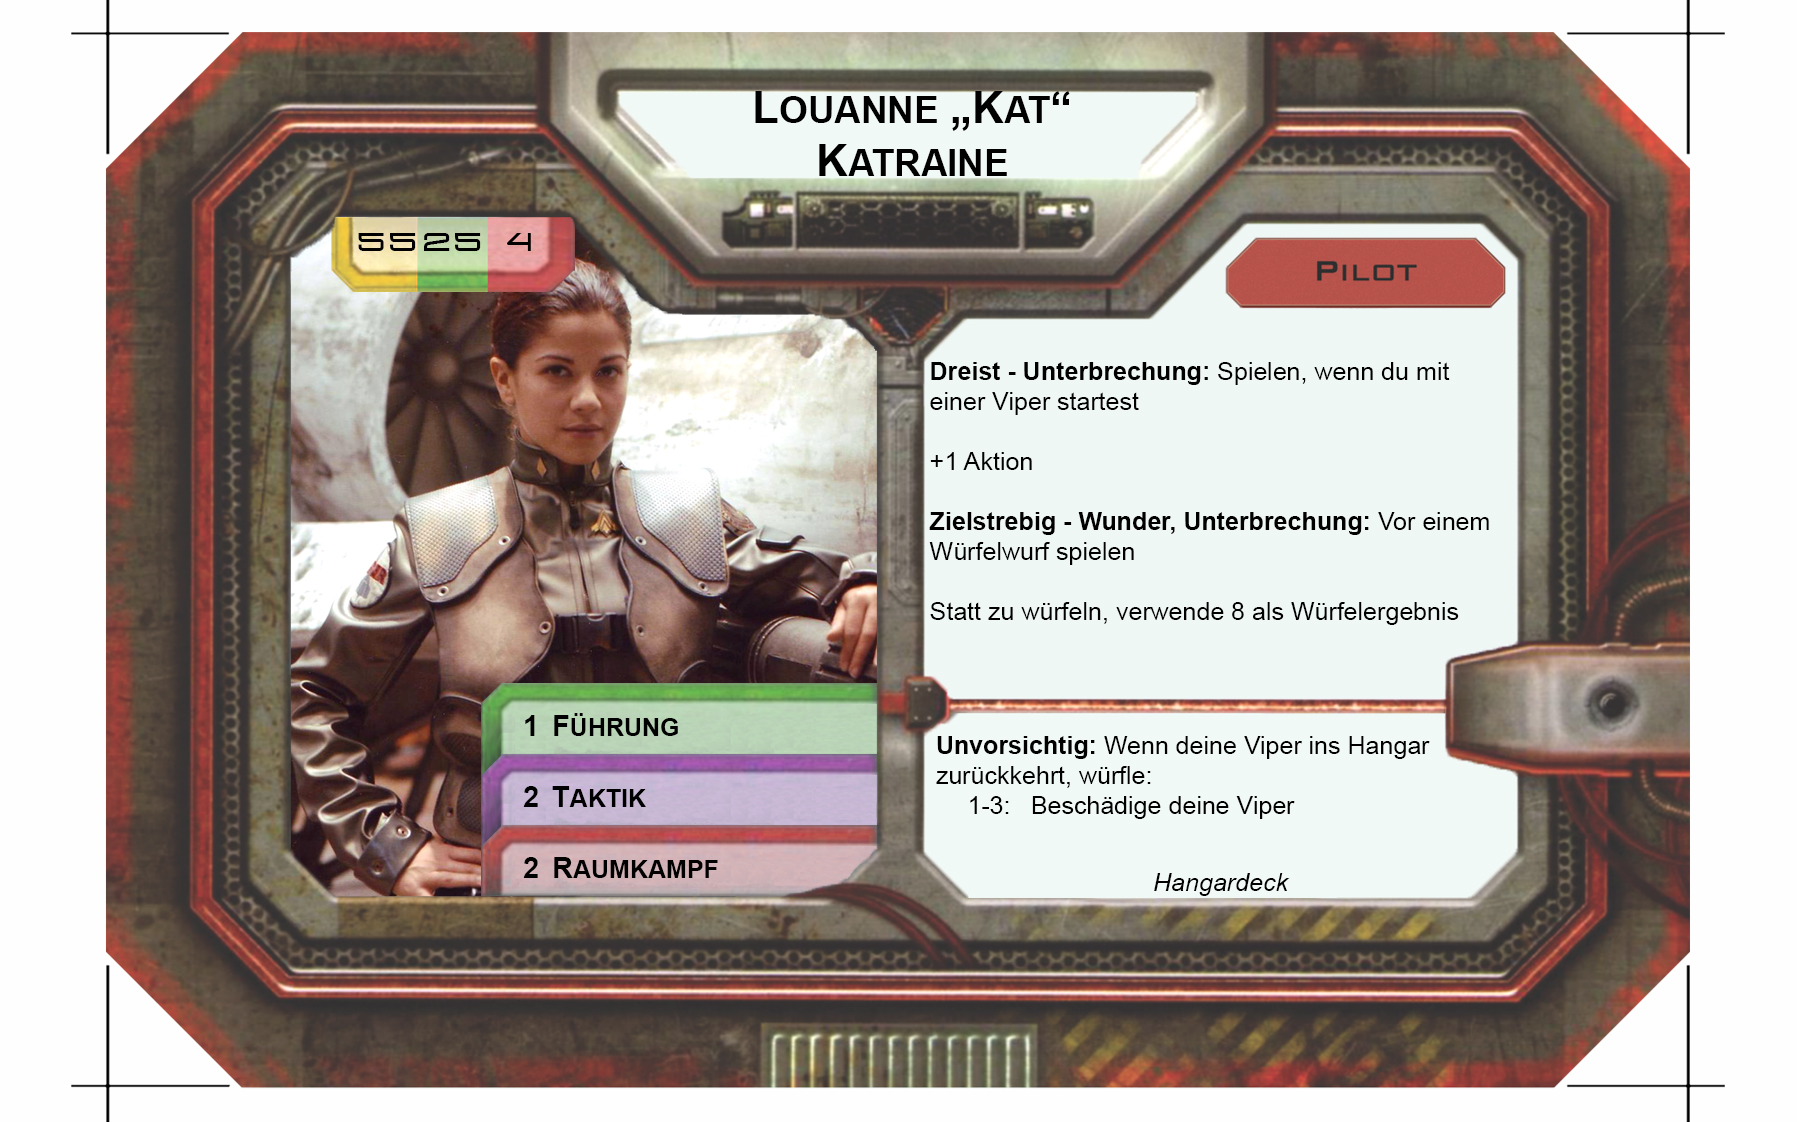 LOUANNE „KAT“
KATRAINE
55 25 4
PILOT
Dreist - Unterbrechung: Spielen, wenn du mit
einer Viper startest
+1 Aktion
Zielstrebig - Wunder, Unterbrechung: Vor einem
Würfelwurf spielen
Statt zu würfeln, verwende 8 als Würfelergebnis
1 FÜHRUNG
2 TAKTIK
2 RAUMKAMPF
Unvorsichtig: Wenn deine Viper ins Hangar
zurückkehrt, würfle:
1-3: Beschädige deine Viper
Hangardeck